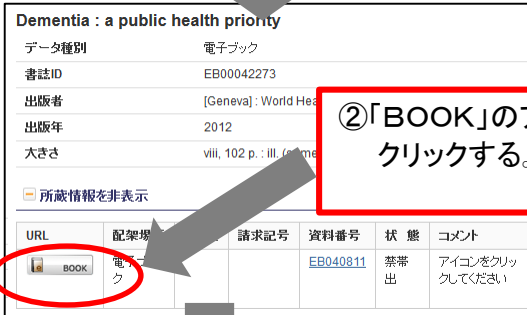 Dementia : a public health priority
データ種別 電子ブック
書誌ID EB00042273
出版者 [Geneva] : World Hea
出版年 2012
大きさ viii, 102 p. : ill.
②「BOOK」の
クリックする。
所蔵情報を非表示
URL 配架場 請求記号 資料番号 状 態 コメント
BOOK 電子 EB040811 禁帯 アイコンをクリッ
ク 出 クしてください